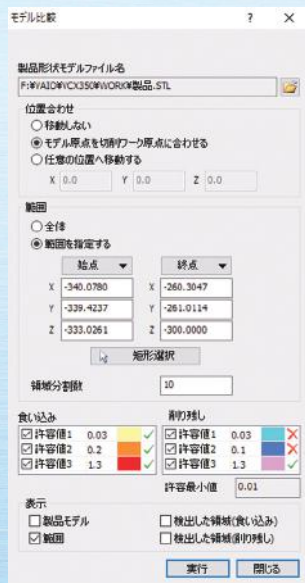 モデル比較 ? ×
製品形状モデルファイル名
F:¥VAID¥VCX350¥WORK¥製品.STL
位置合わせ
移動しない
モデル原点を切削ワーク原点に合わせる
任意の位置へ移動する
X 0.0 Y 0.0 Z 0.0
範囲
全体
範囲を指定する
始点 終点
X -340.0780 X -260.3047
Y -339.4237 Y -261.0114
Z -333.0261 Z -300.0000
矩形選択
領域分割数 10
食い込み 削り残し
許容値1 0.03 許容値1 0.03
許容値2 0.2 許容値2 0.1
許容値3 1.3 許容値3 1.3
許容最小値 0.01
表示
製品モデル 検出した領域(食い込み)
範囲 検出した領域(削り残し)
実行 閉じる